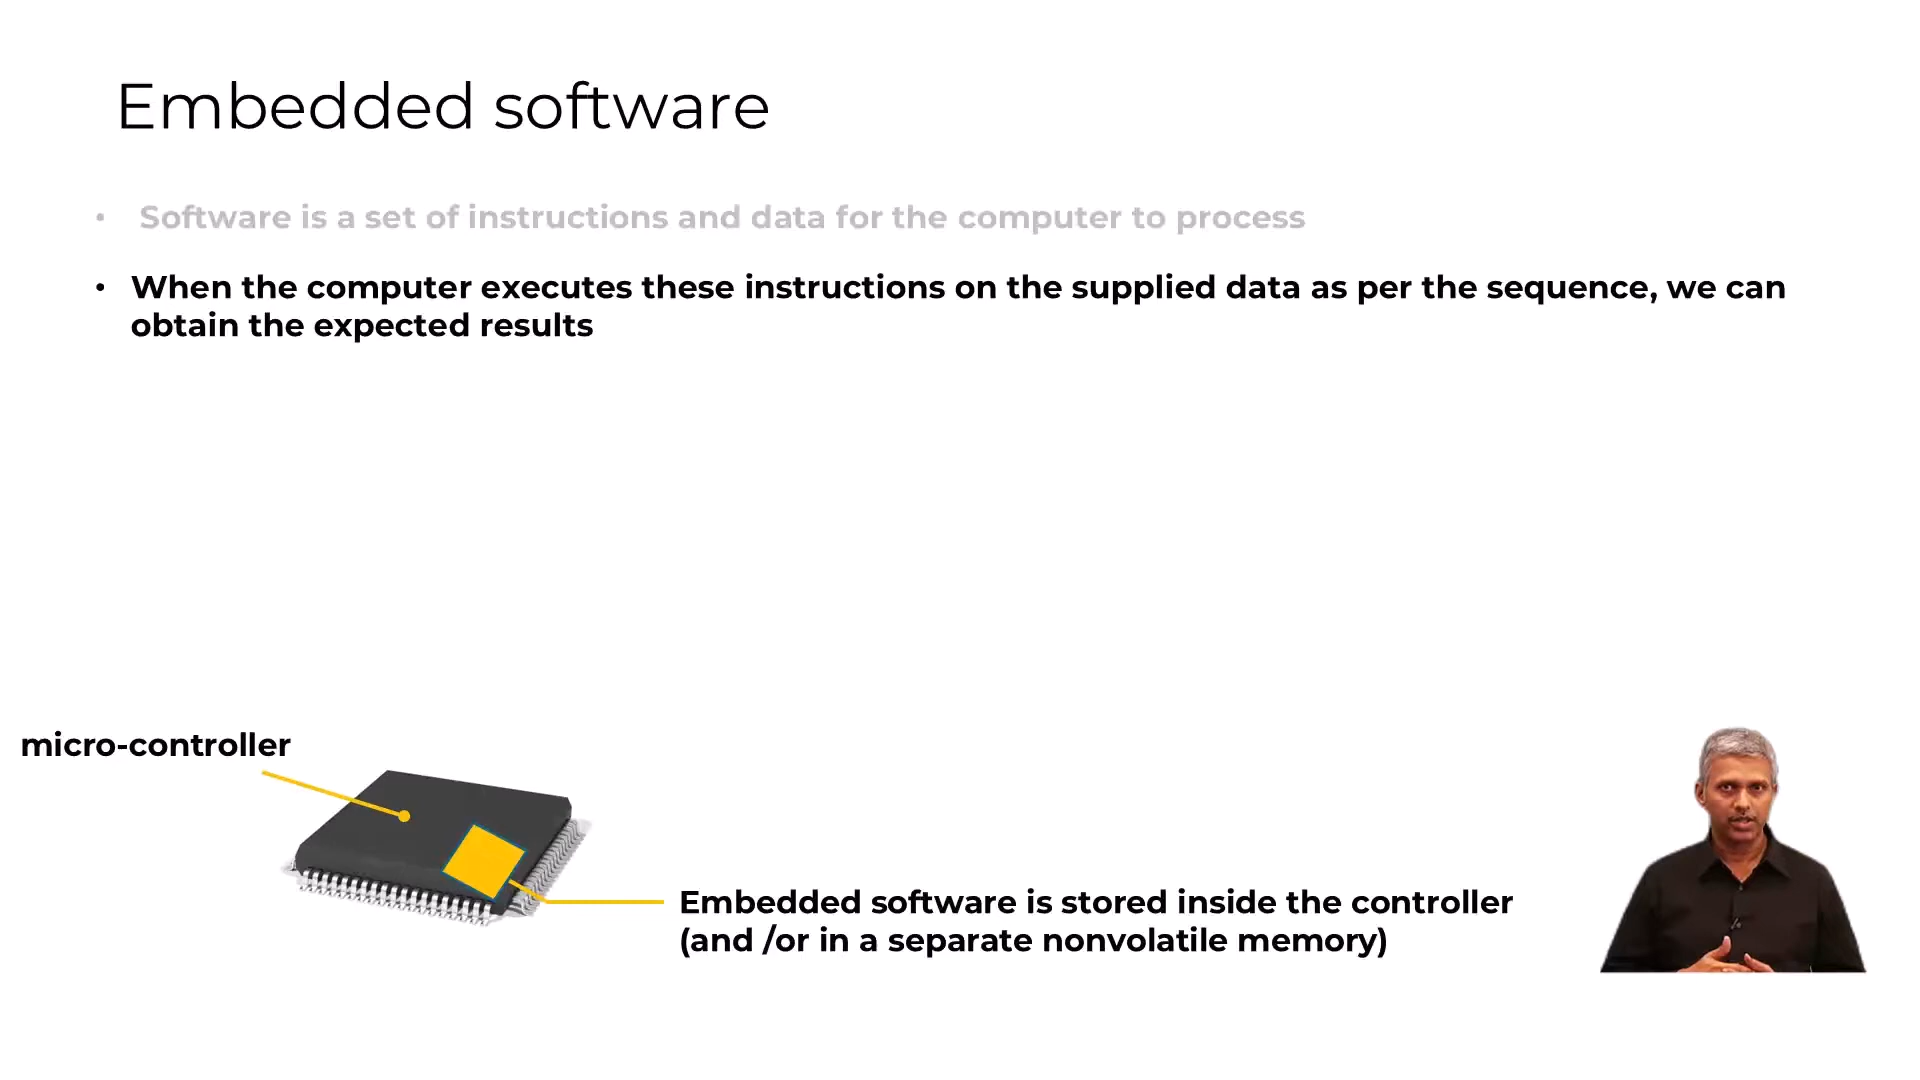 Embedded software
• Software is a set of instructions and data for the computer to process
• When the computer executes these instructions on the supplied data as per the sequence, we can
obtain the expected results
micro-controller
Embedded software is stored inside the controller
(and /or in a separate nonvolatile memory)